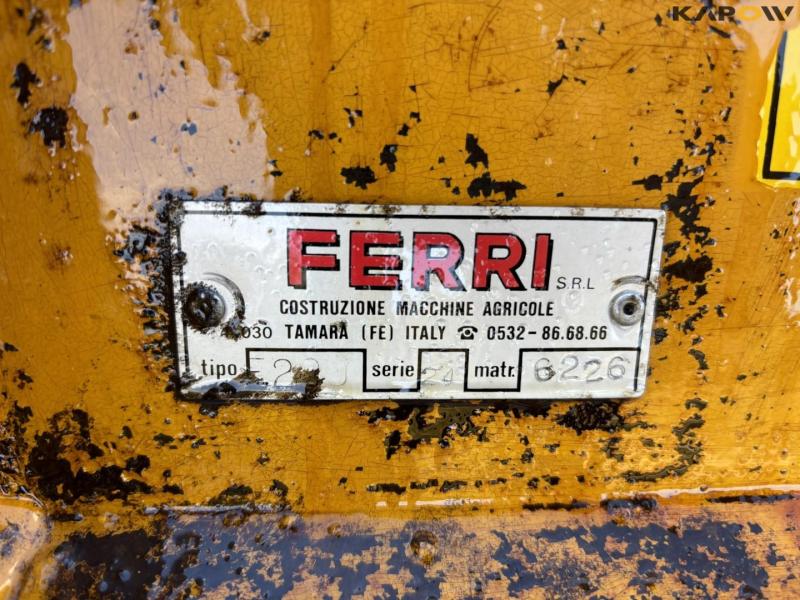 KAROW
FERRI S.R.L
COSTRUZIONE MACCHINE AGRICOLE
030 TAMARA (FE) ITALY ☎ 0532-86.68.66
tipo serie matr. 6226